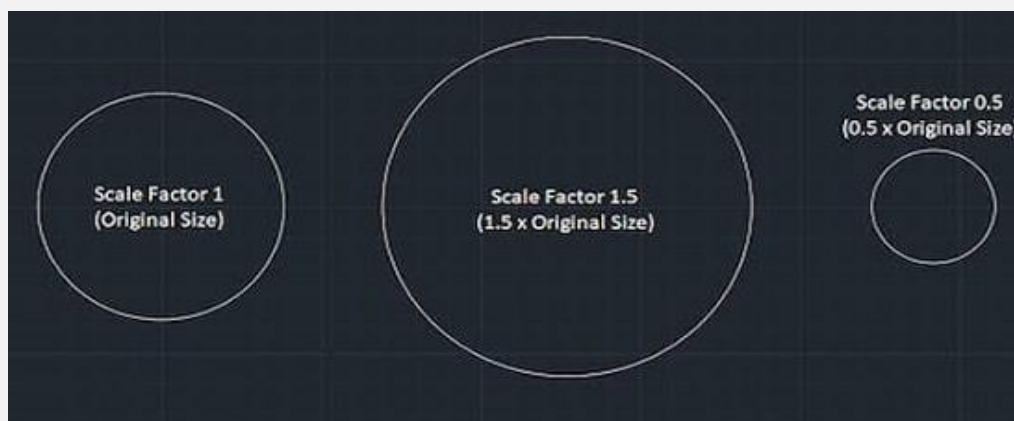 Scale Factor 1
(Original Size)
Scale Factor 1.5
(1.5 x Original Size)
Scale Factor 0.5
(0.5 x Original Size)